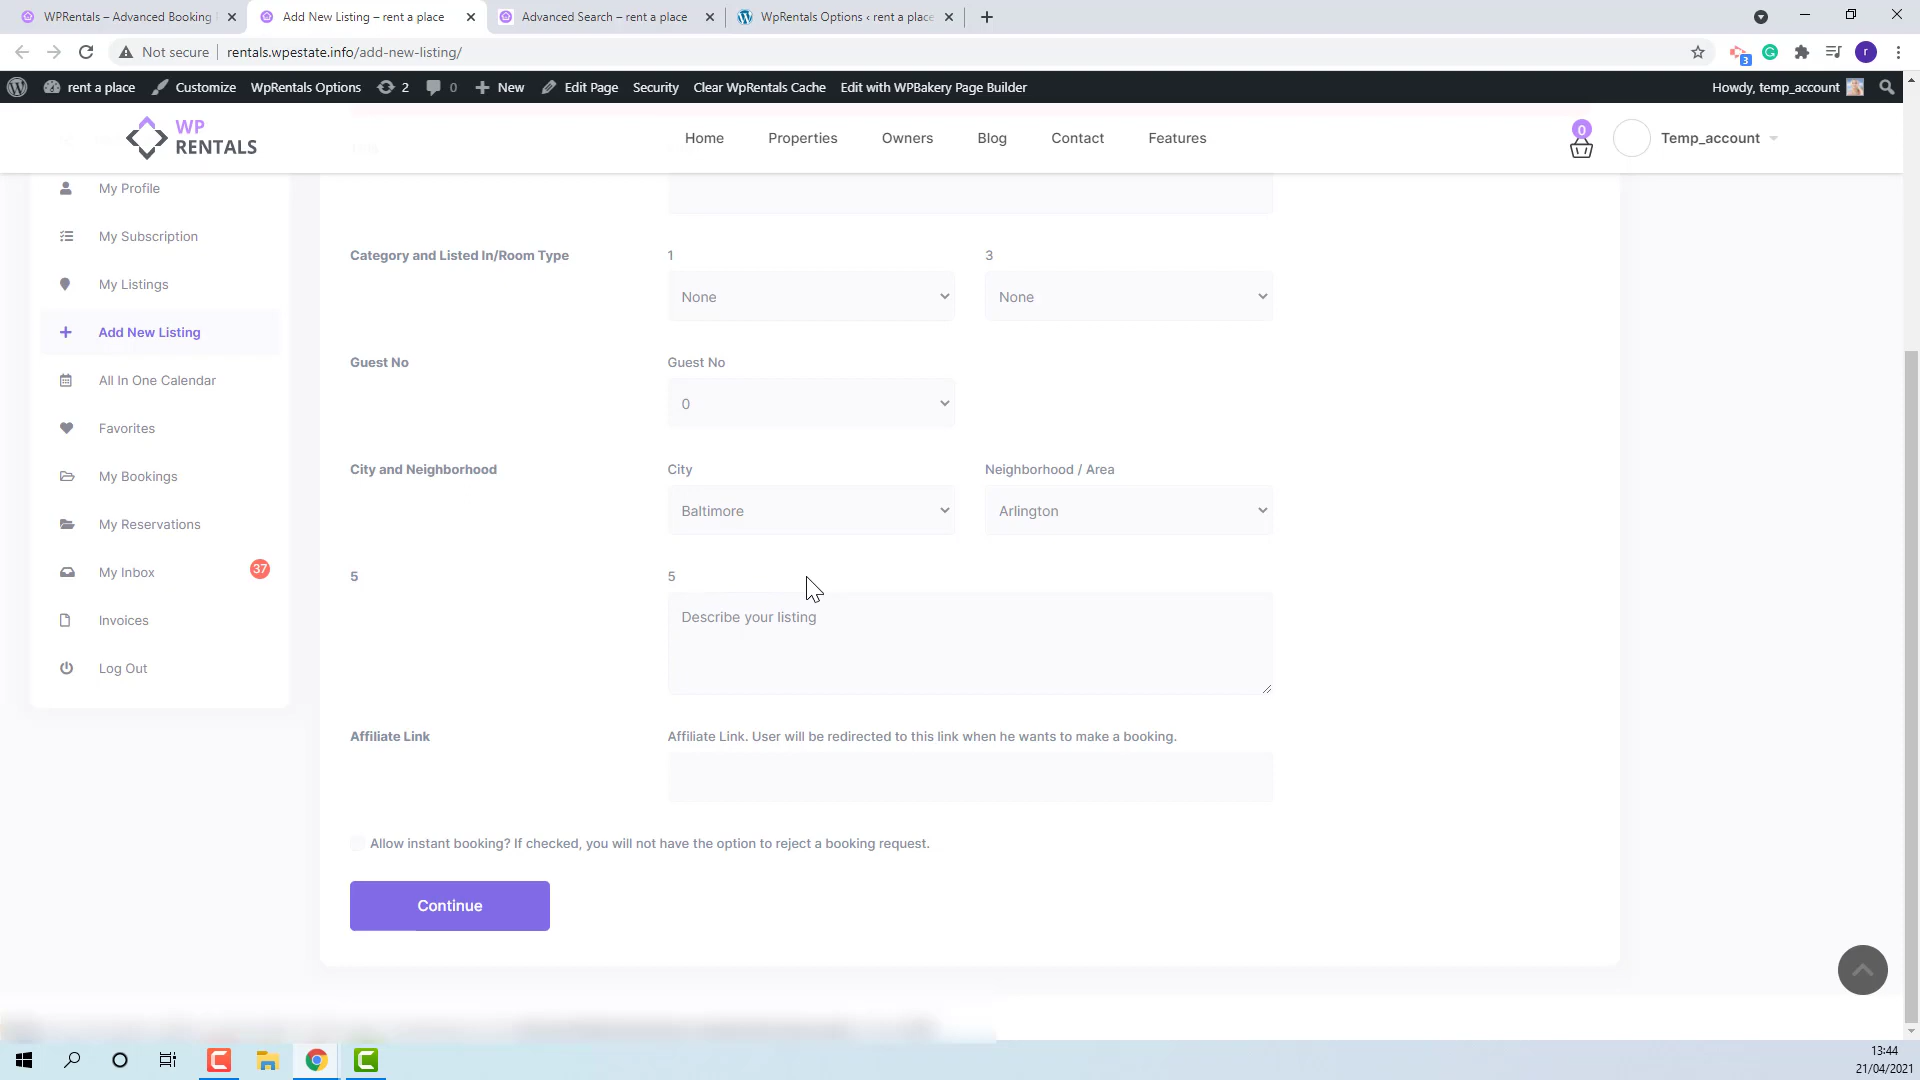 WPRentals – Advanced Booking
Add New Listing – rent a place
Advanced Search – rent a place
WpRentals Options ‹ rent a place
Not secure
rentals.wpestate.info/add-new-listing/
3
r
rent a place
Customize
WpRentals Options
2
0
New
Edit Page
Security
Clear WpRentals Cache
Edit with WPBakery Page Builder
Howdy, temp_account
WP
RENTALS
Home
Properties
Owners
Blog
Contact
Features
0
Temp_account
My Profile
My Subscription
My Listings
Add New Listing
All In One Calendar
Favorites
My Bookings
My Reservations
My Inbox
37
Invoices
Log Out
Category and Listed In/Room Type
1
3
None
None
Guest No
Guest No
0
City and Neighborhood
City
Neighborhood / Area
Baltimore
Arlington
5
5
Describe your listing
Affiliate Link
Affiliate Link. User will be redirected to this link when he wants to make a booking.
Allow instant booking? If checked, you will not have the option to reject a booking request.
Continue
13:44
21/04/2021